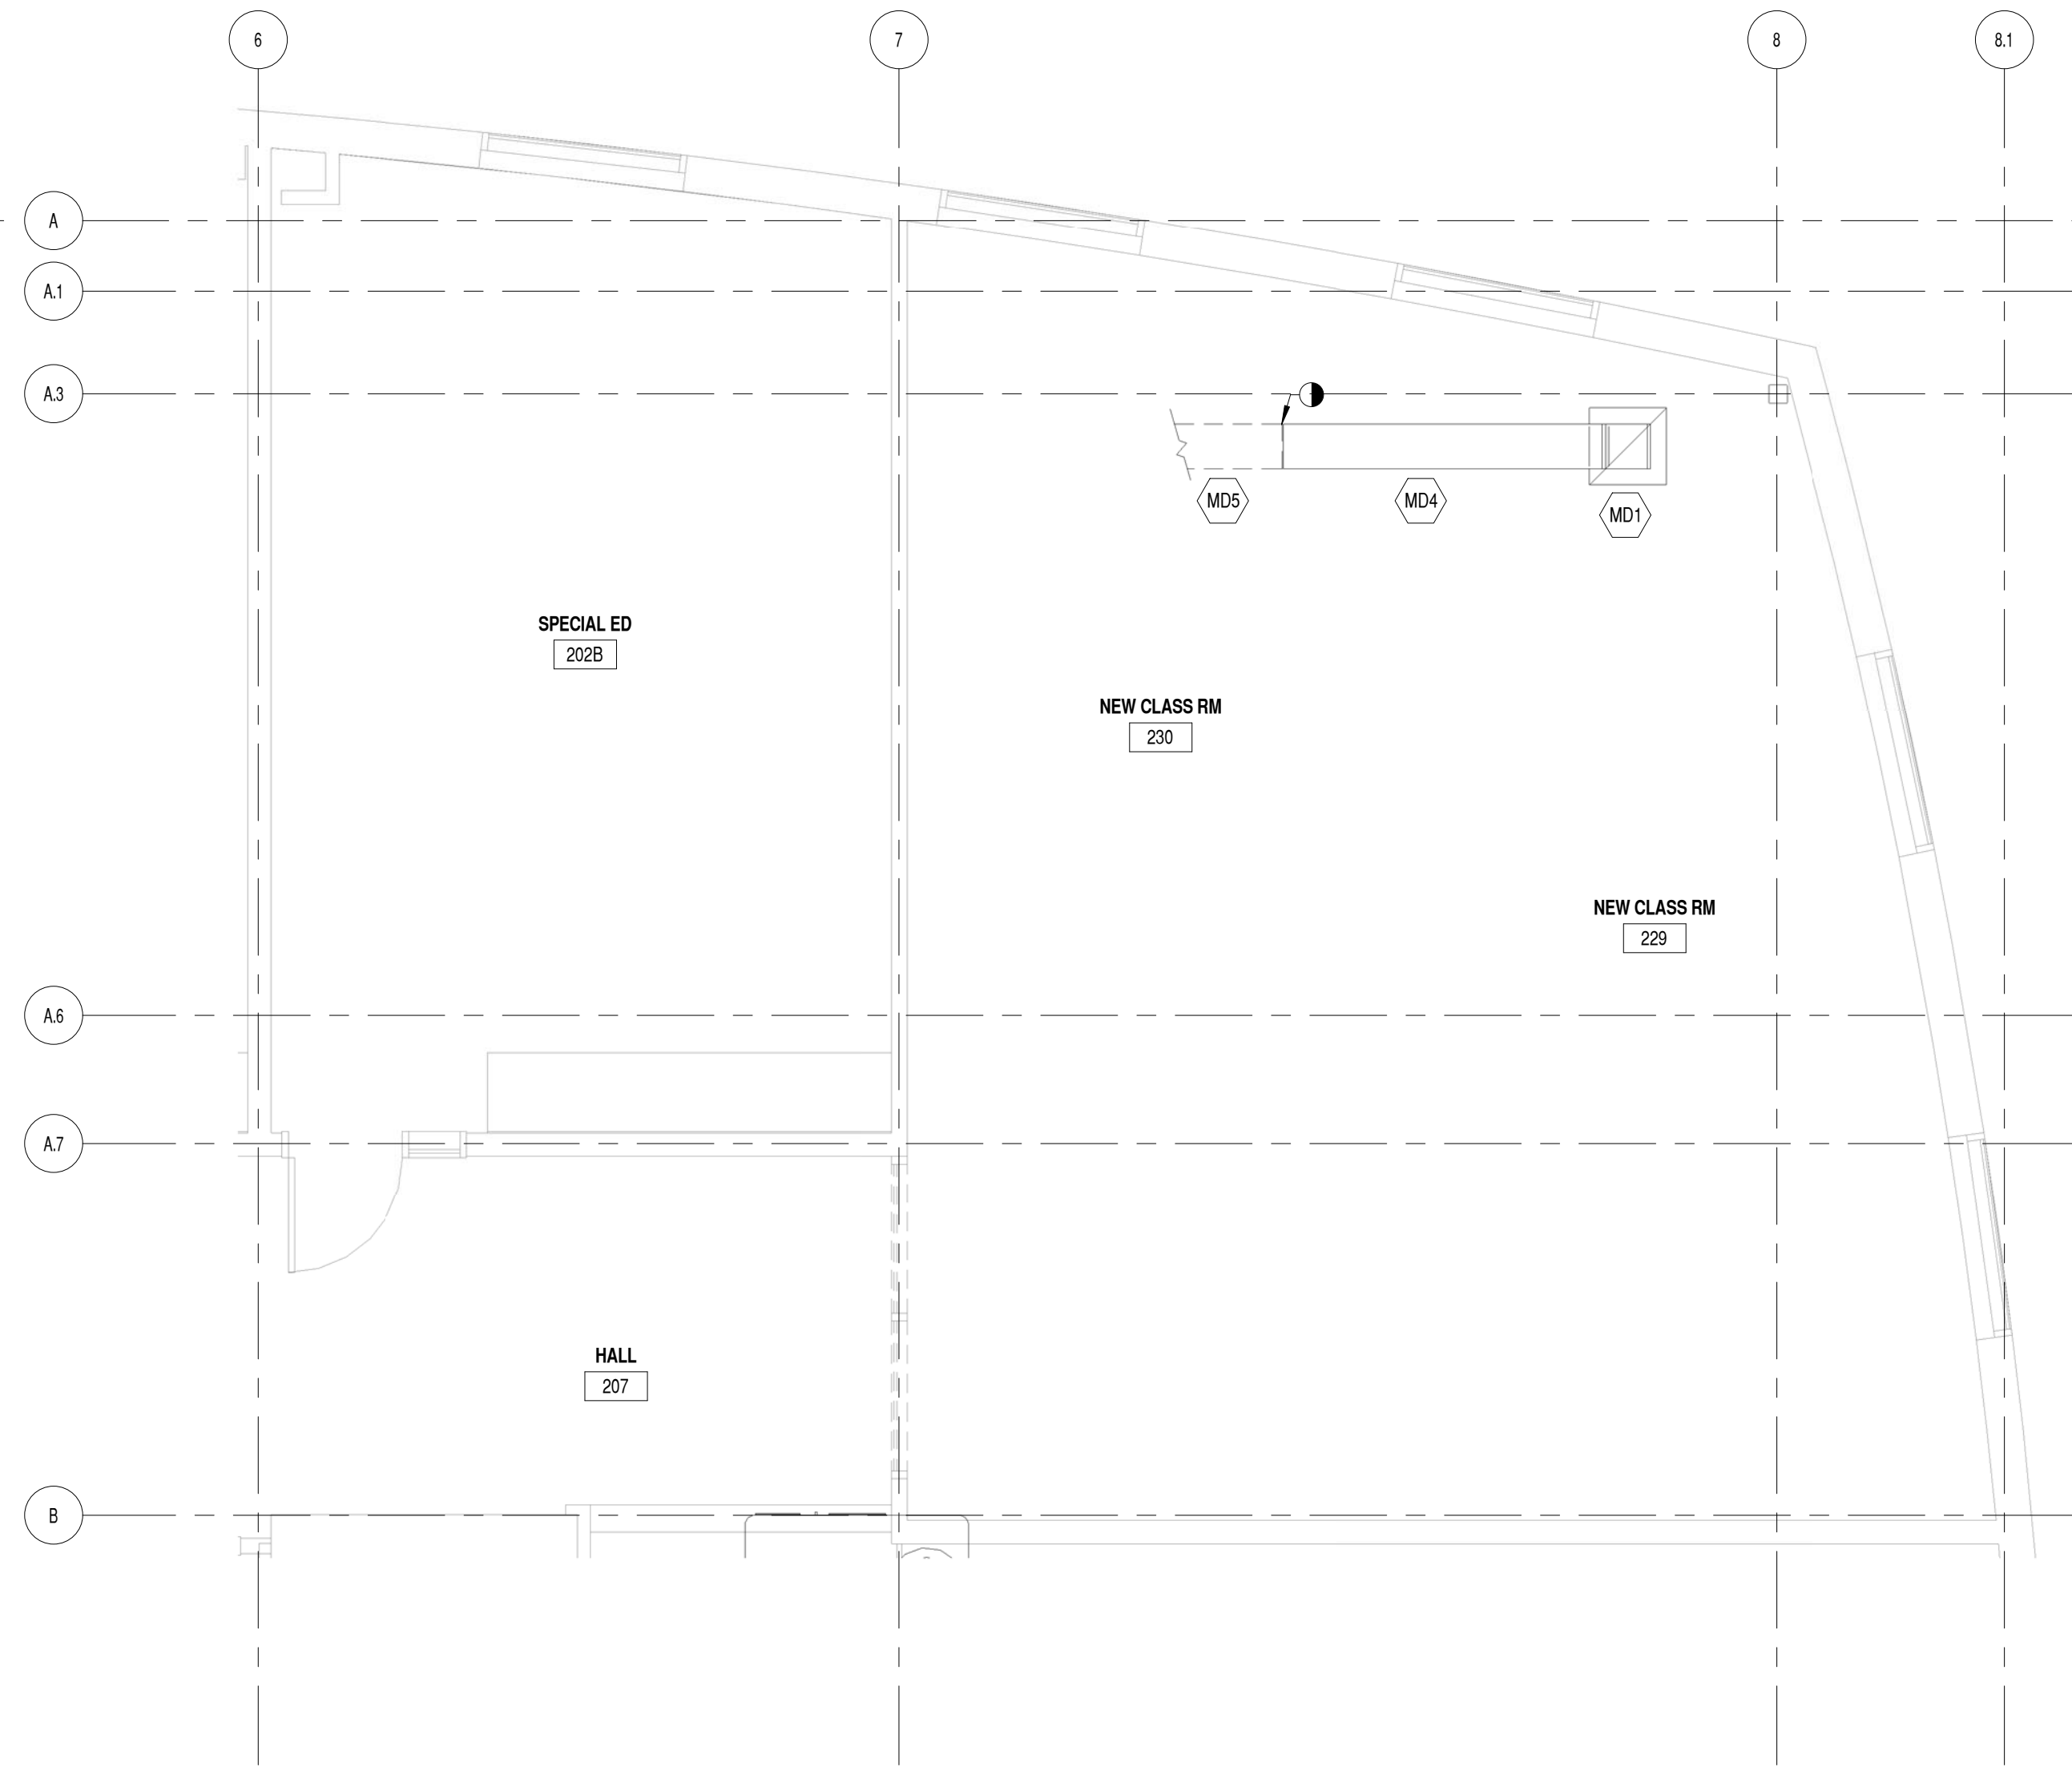 6
7
8
8.1
A
A.1
A.3
MD5
MD4
MD1
SPECIAL ED
202B
NEW CLASS RM
230
NEW CLASS RM
229
A.6
A.7
HALL
207
B